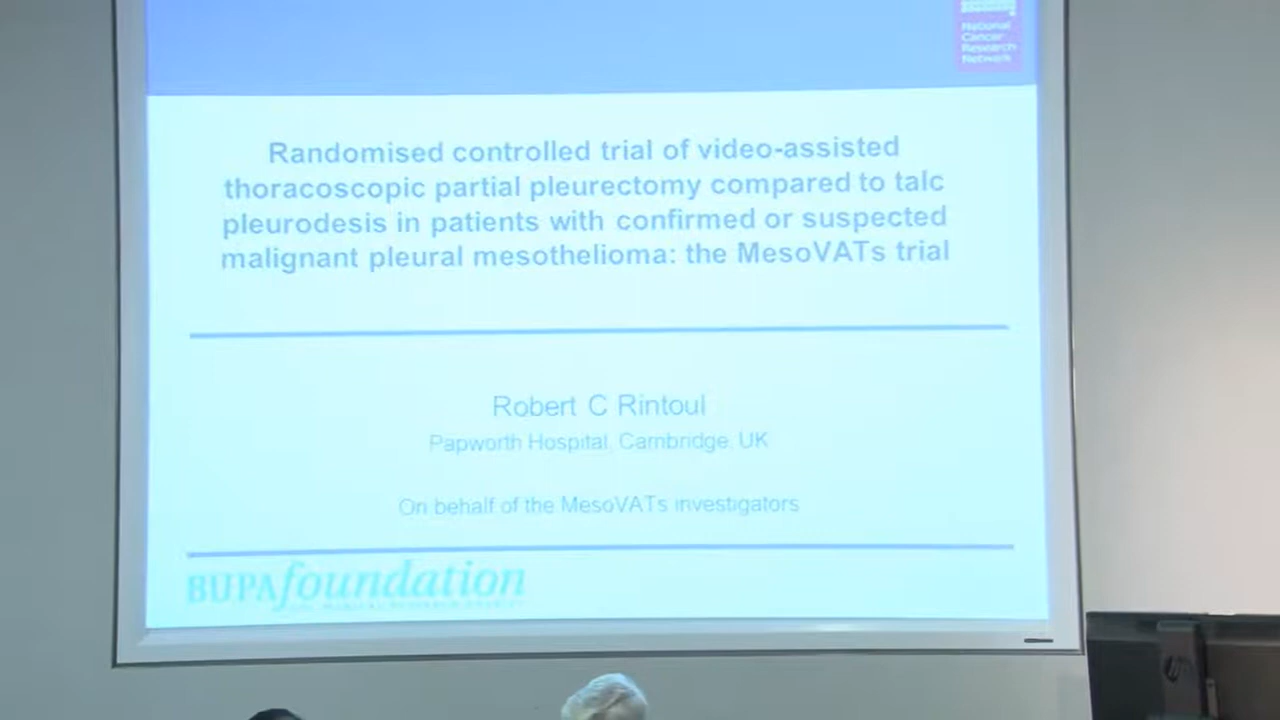 National
Cancer
Research
Network
Randomised controlled trial of video-assisted
thoracoscopic partial pleurectomy compared to talc
pleurodesis in patients with confirmed or suspected
malignant pleural mesothelioma: the MesoVATs trial
Robert C Rintoul
Papworth Hospital, Cambridge, UK
On behalf of the MesoVATs investigators
BUPAfoundation